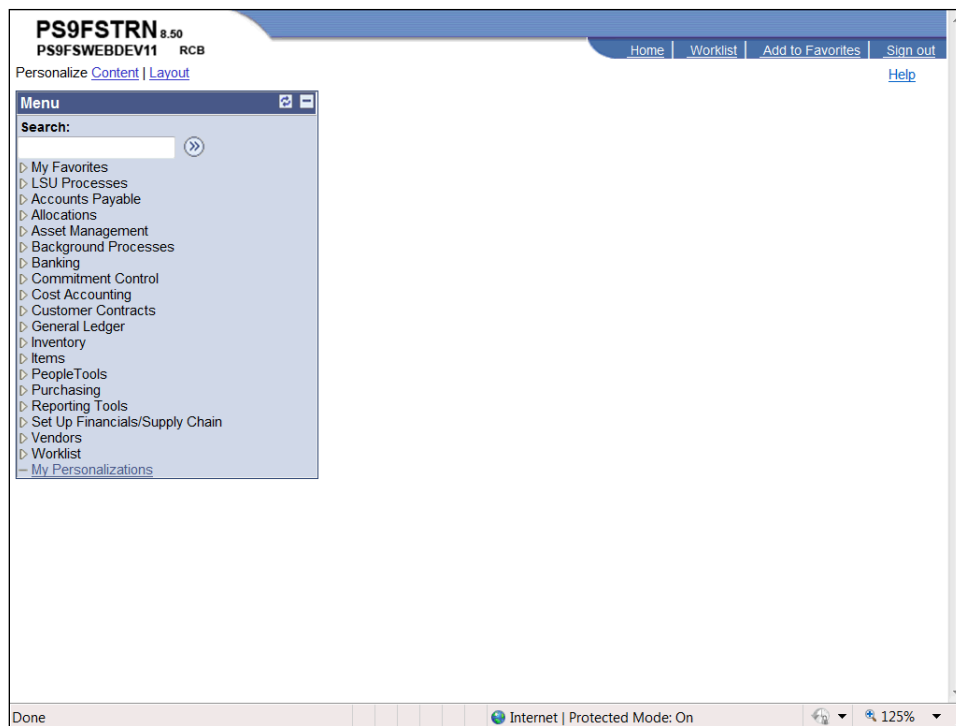 PS9FSTRN 8.50
PS9FSWEBDEV11 RCB
Home Worklist Add to Favorites Sign out
Personalize Content | Layout
Help
Menu
Search:
My Favorites
LSU Processes
Accounts Payable
Allocations
Asset Management
Background Processes
Banking
Commitment Control
Cost Accounting
Customer Contracts
General Ledger
Inventory
Items
PeopleTools
Purchasing
Reporting Tools
Set Up Financials/Supply Chain
Vendors
Worklist
My Personalizations
Done
Internet | Protected Mode: On
125%